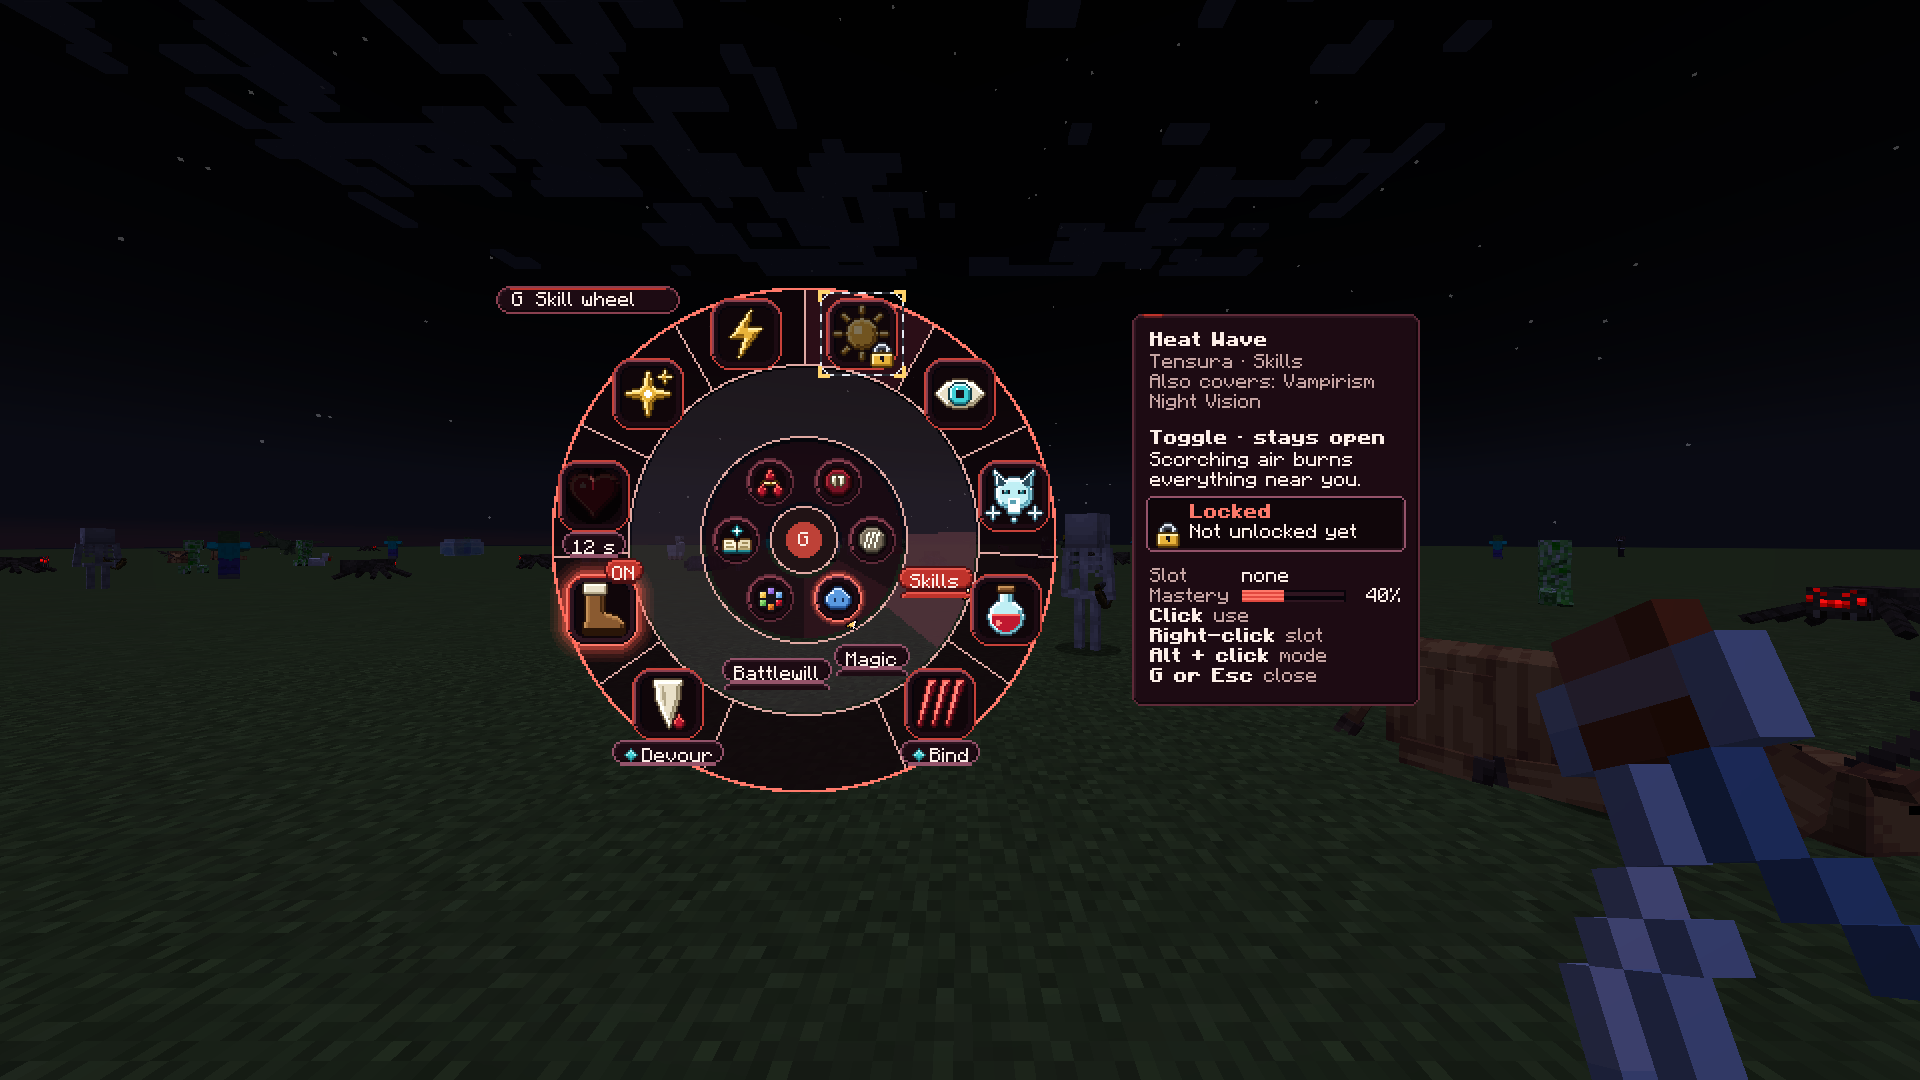 G Skill wheel
12 s
ON
G
Skills
Magic
Battlewill
Devour
Bind
Heat Wave
Tensura · Skills
Also covers: Vampirism
Night Vision
Toggle · stays open
Scorching air burns
everything near you.
Locked
Not unlocked yet
Slot none
Mastery 40%
Click use
Right-click slot
Alt + click mode
G or Esc close